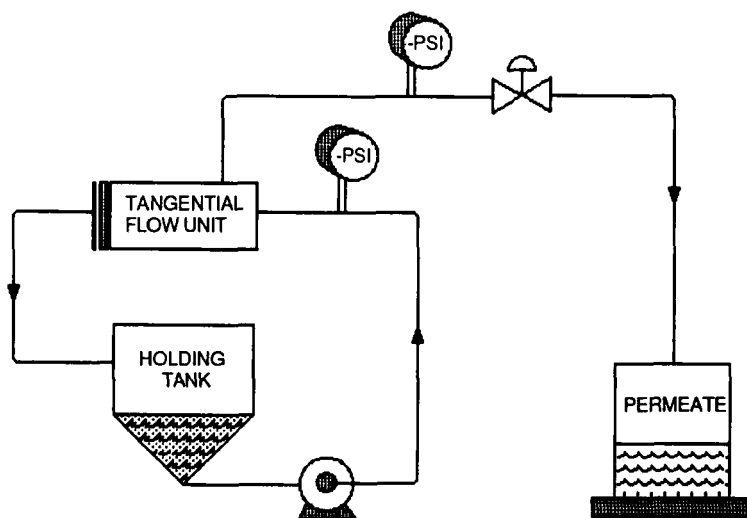 -PSI
-PSI
TANGENTIAL
FLOW UNIT
HOLDING
TANK
PERMEATE